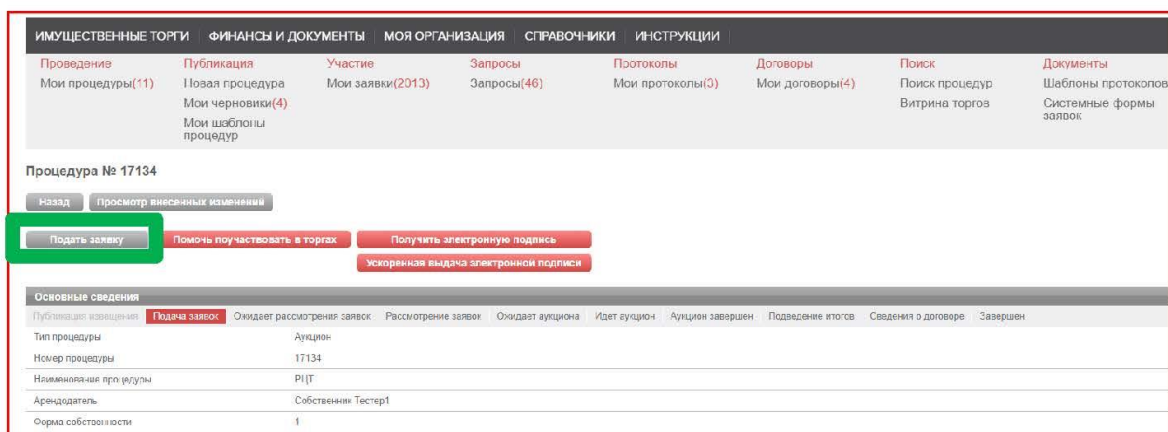 ИМУЩЕСТВЕННЫЕ ТОРГИ ФИНАНСЫ И ДОКУМЕНТЫ МОЯ ОРГАНИЗАЦИЯ СПРАВОЧНИКИ ИНСТРУКЦИИ
Проведение Публикация Участие Запросы Протоколы Договоры Поиск Документы
Мои процедуры(11) Новая процедура Мои заявки(2013) Запросы(46) Мои протоколы(3) Мои договоры(4) Поиск процедур Шаблоны протоколов
Мои черновики(4) Витрина торгов Системные формы
Мои шаблоны заявок
процедур
Процедура № 17134
Назад Просмотр внесенных изменений
Подать заявку Помочь поучаствовать в торгах Получить электронную подпись
Ускоренная выдача электронной подписи
Основные сведения
Публикация извещения Подача заявок Ожидает рассмотрения заявок Рассмотрение заявок Ожидает аукциона Идет аукцион Аукцион завершен Подведение итогов Сведения о договоре Завершен
Тип процедуры Аукцион
Номер процедуры 17134
Наименование процедуры РЦТ
Арендодатель Собственник Тестер1
Форма собственности 1